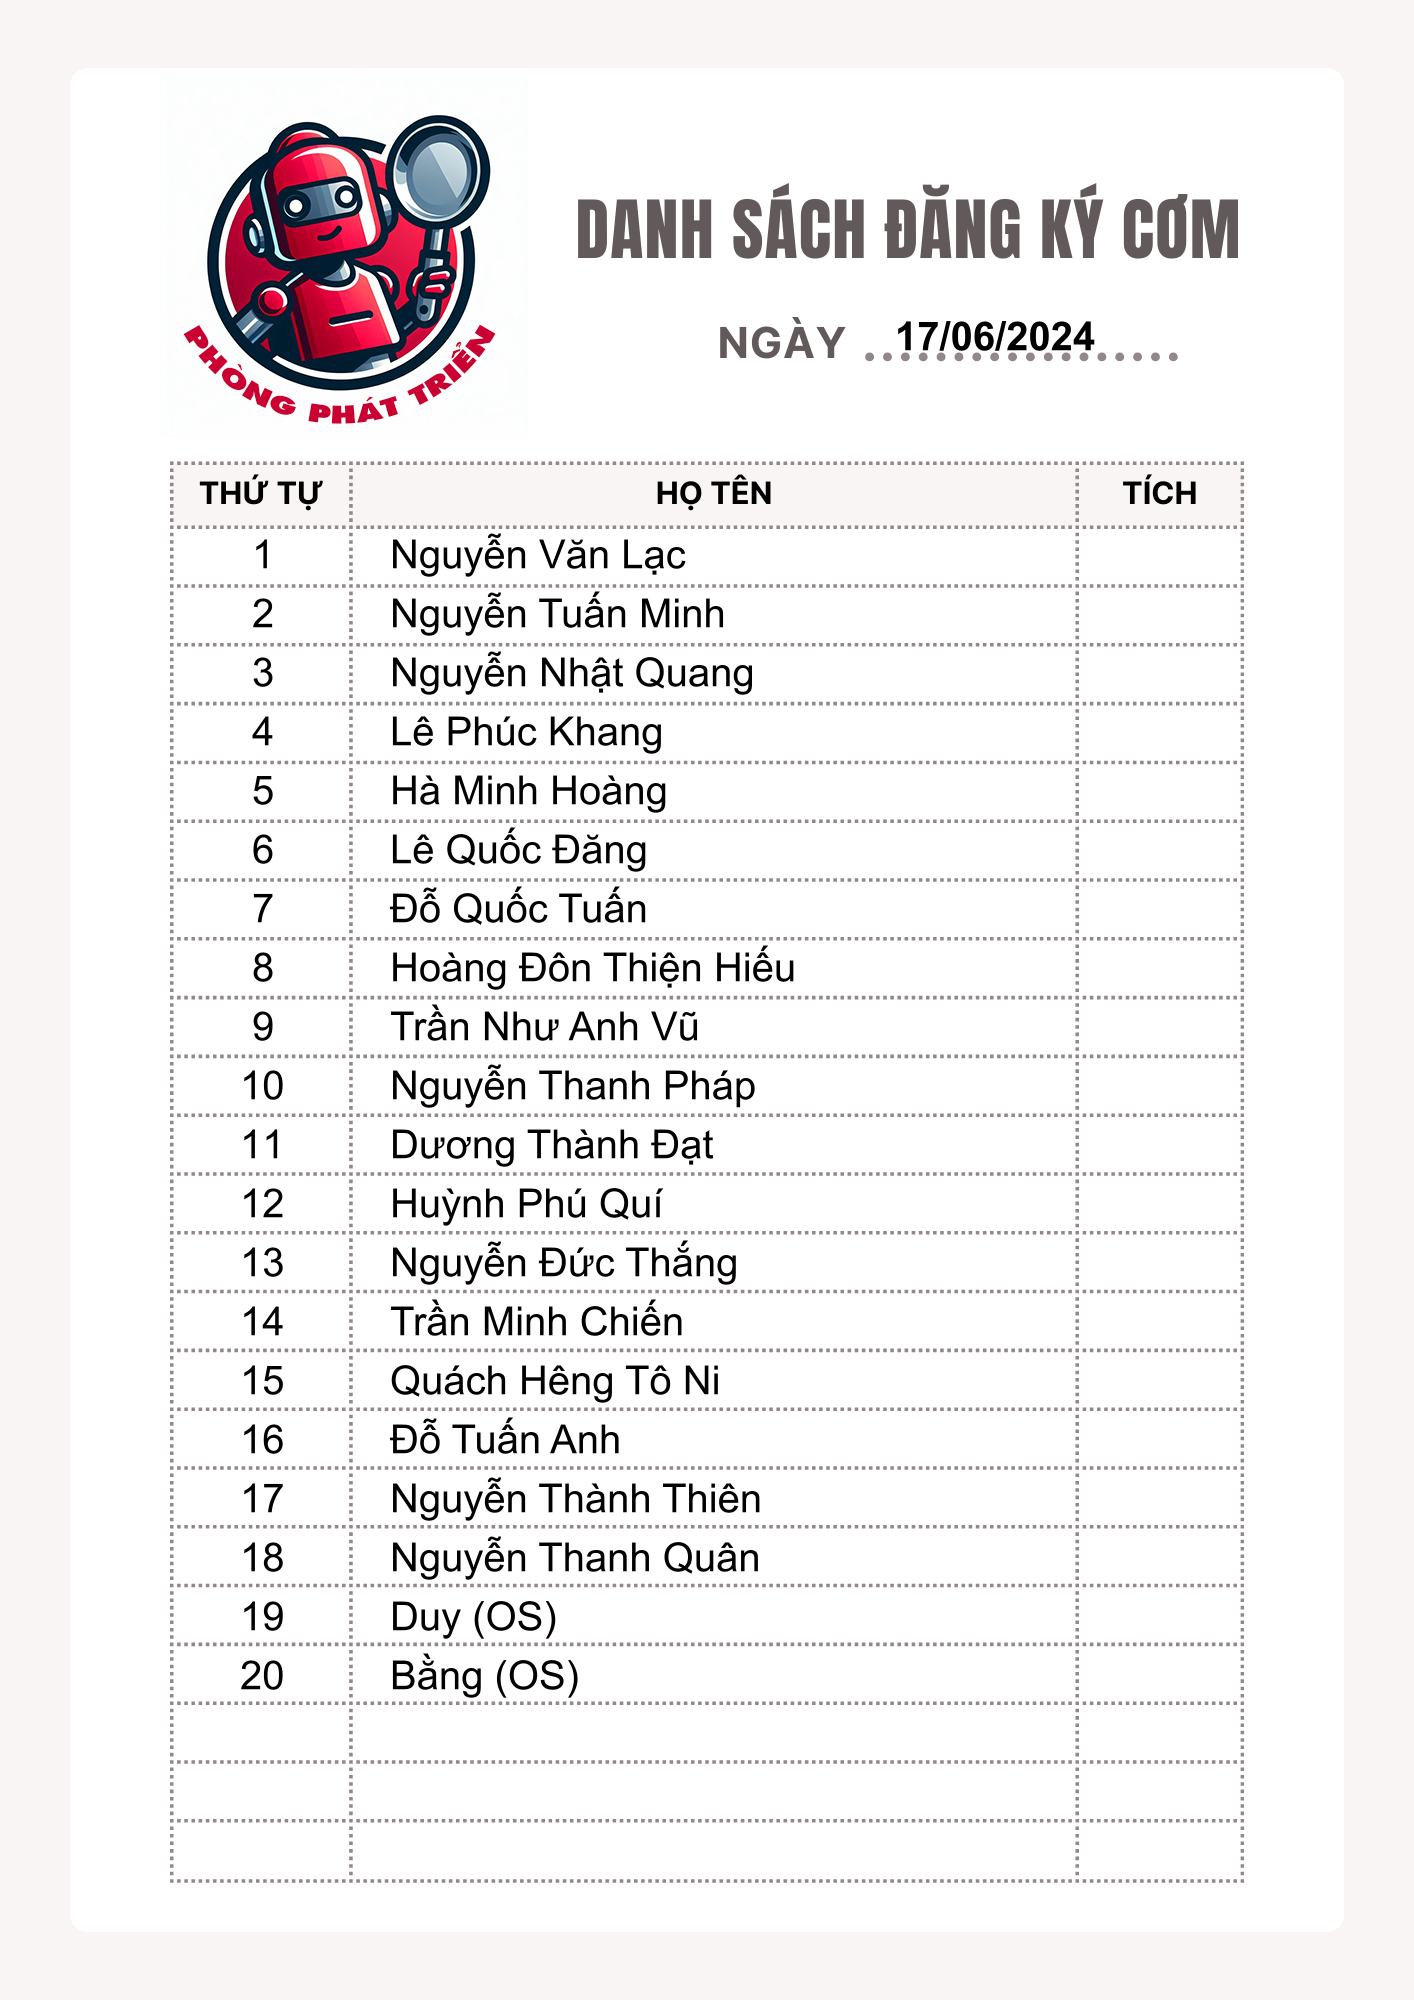 PHÒNG PHÁT TRIỂN
DANH SÁCH ĐĂNG KÝ CƠM
NGÀY 17/06/2024
THỨ TỰ HỌ TÊN TÍCH
1 Nguyễn Văn Lạc
2 Nguyễn Tuấn Minh
3 Nguyễn Nhật Quang
4 Lê Phúc Khang
5 Hà Minh Hoàng
6 Lê Quốc Đăng
7 Đỗ Quốc Tuấn
8 Hoàng Đôn Thiện Hiếu
9 Trần Như Anh Vũ
10 Nguyễn Thanh Pháp
11 Dương Thành Đạt
12 Huỳnh Phú Quí
13 Nguyễn Đức Thắng
14 Trần Minh Chiến
15 Quách Hêng Tô Ni
16 Đỗ Tuấn Anh
17 Nguyễn Thành Thiên
18 Nguyễn Thanh Quân
19 Duy (OS)
20 Bằng (OS)